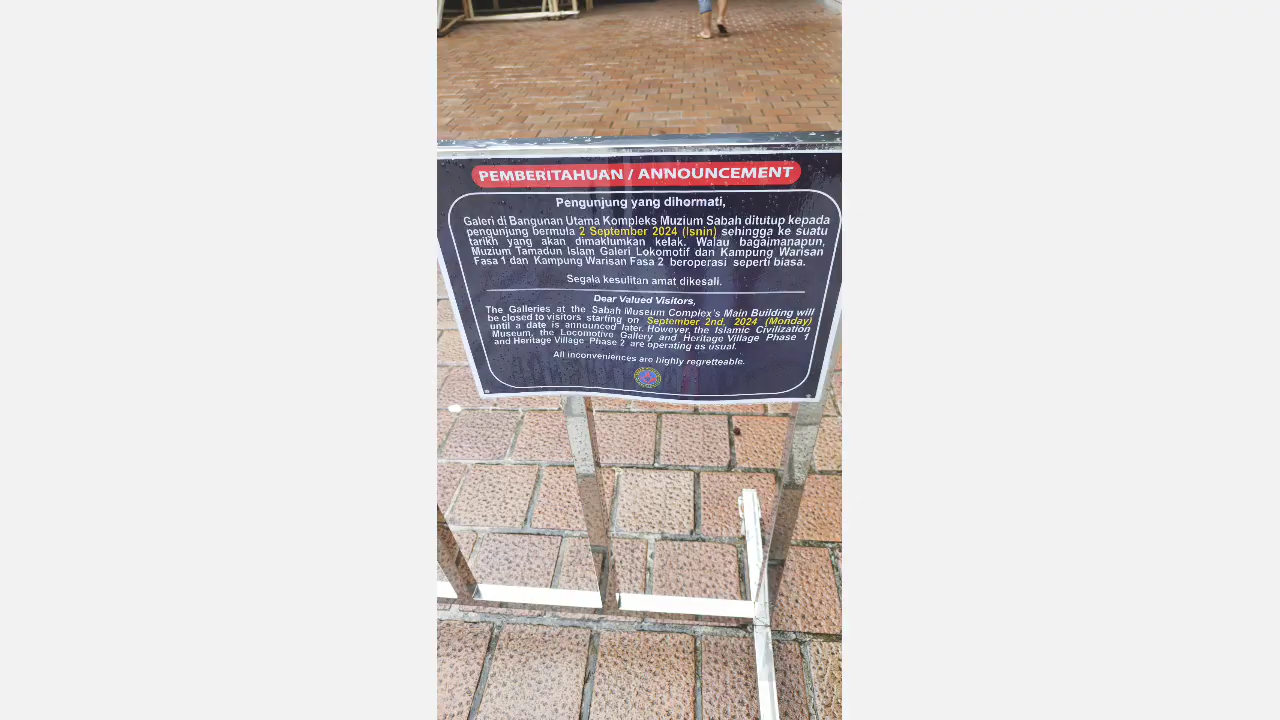 PEMBERITAHUAN / ANNOUNCEMENT
Pengunjung yang dihormati,
Galeri di Bangunan Utama Kompleks Muzium Sabah ditutup kepada
pengunjung bermula 2 September 2024 (Isnin) sehingga ke suatu
tarikh yang akan dimaklumkan kelak. Walau bagaimanapun,
Muzium Tamadun Islam Galeri Lokomotif dan Kampung Warisan
Fasa 1 dan Kampung Warisan Fasa 2 beroperasi seperti biasa.
Segala kesulitan amat dikesali.
Dear Valued Visitors,
The Galleries at the Sabah Museum Complex's Main Building will
be closed to visitors starting on September 2nd, 2024 (Monday)
until a date is announced later. However, the Islamic Civilization
Museum, the Locomotive Gallery and Heritage Village Phase 1
and Heritage Village Phase 2 are operating as usual.
All inconveniences are highly regretteable.